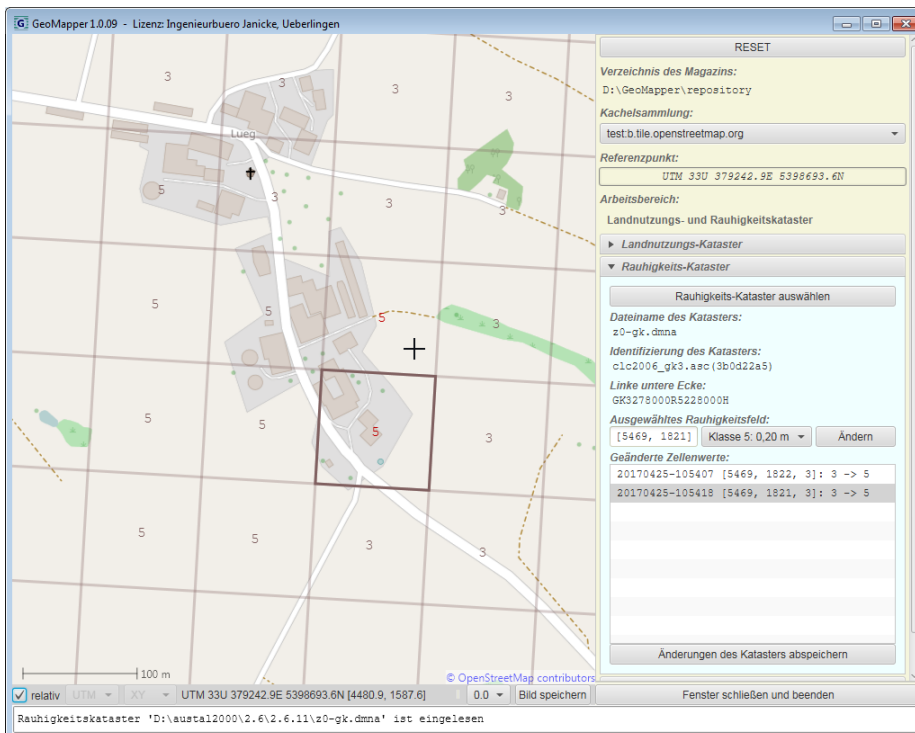 GeoMapper 1.0.09 - Lizenz: Ingenieurbuero Janicke, Ueberlingen
RESET
Verzeichnis des Magazins:
D:\GeoMapper\repository
Kachelsammlung:
test:b.tile.openstreetmap.org
Referenzpunkt:
UTM 33U 379242.9E 5398693.6N
Arbeitsbereich:
Landnutzungs- und Rauhigkeitskataster
Landnutzungs-Kataster
Rauhigkeits-Kataster
Rauhigkeits-Kataster auswählen
Dateiname des Katasters:
z0-gk.dmna
Identifizierung des Katasters:
clc2006_gk3.asc(3b0d22a5)
Linke untere Ecke:
GK3278000R5228000H
Ausgewähltes Rauhigkeitsfeld:
[5469, 1821] Klasse 5: 0,20 m Ändern
Geänderte Zellenwerte:
20170425-105407 [5469, 1822, 3]: 3 -> 5
20170425-105418 [5469, 1821, 3]: 3 -> 5
Änderungen des Katasters abspeichern
3 3 3 3
Lueg
5 3 3 3
5 5 5 3
5 5 5 3
5 5 3 3
100 m
© OpenStreetMap contributors
relativ UTM XY UTM 33U 379242.9E 5398693.6N [4480.9, 1587.6] 0.0 Bild speichern Fenster schließen und beenden
Rauhigkeitskataster 'D:\austal2000\2.6\2.6.11\z0-gk.dmna' ist eingelesen